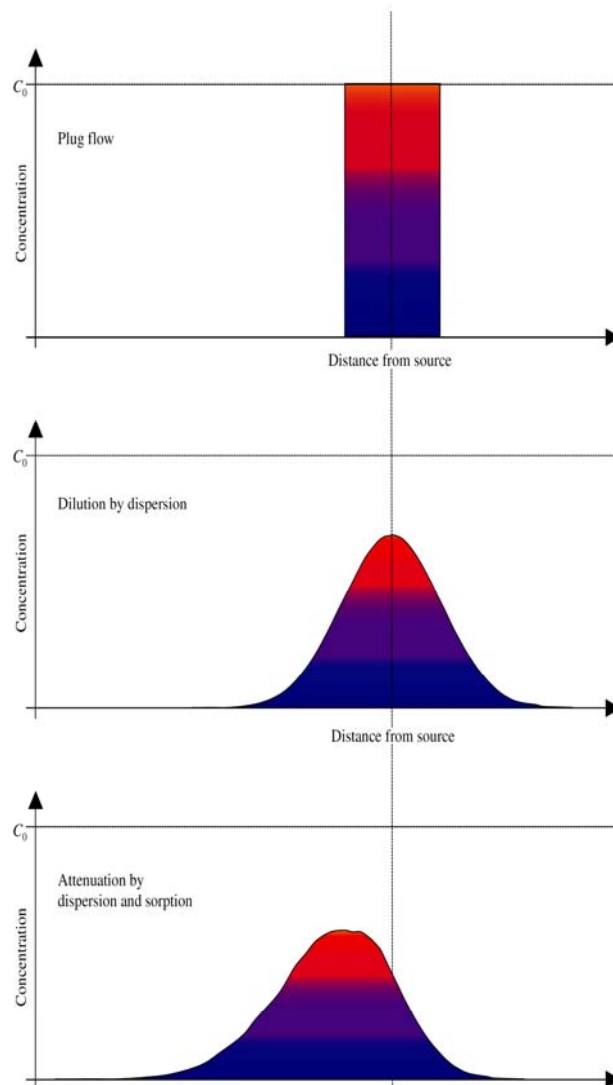 C₀
Plug flow
Concentration
Distance from source
C₀
Dilution by dispersion
Concentration
Distance from source
C₀
Attenuation by
dispersion and sorption
Concentration